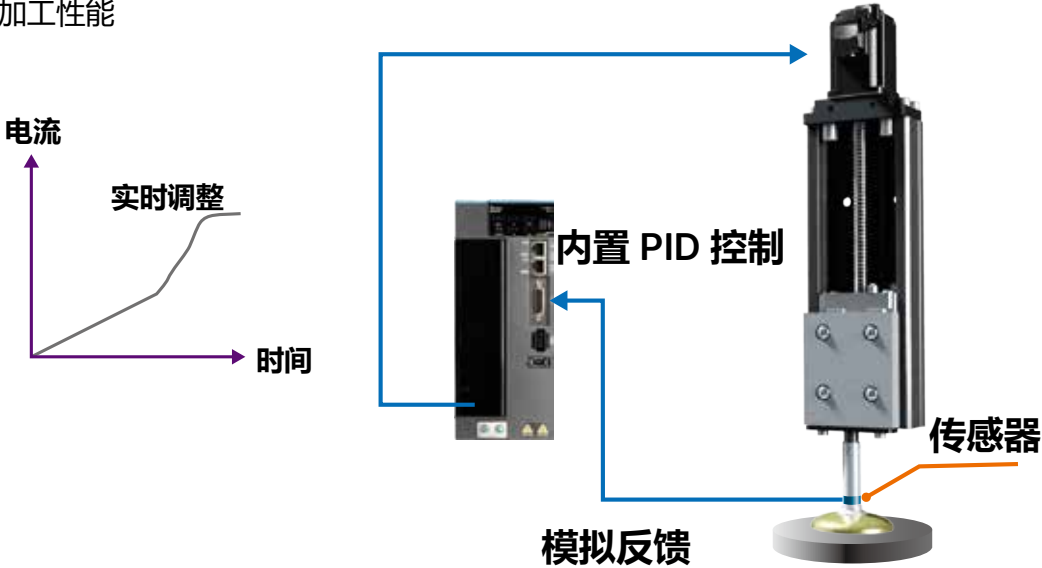 加工性能
电流
实时调整
内置 PID 控制
时间
传感器
模拟反馈